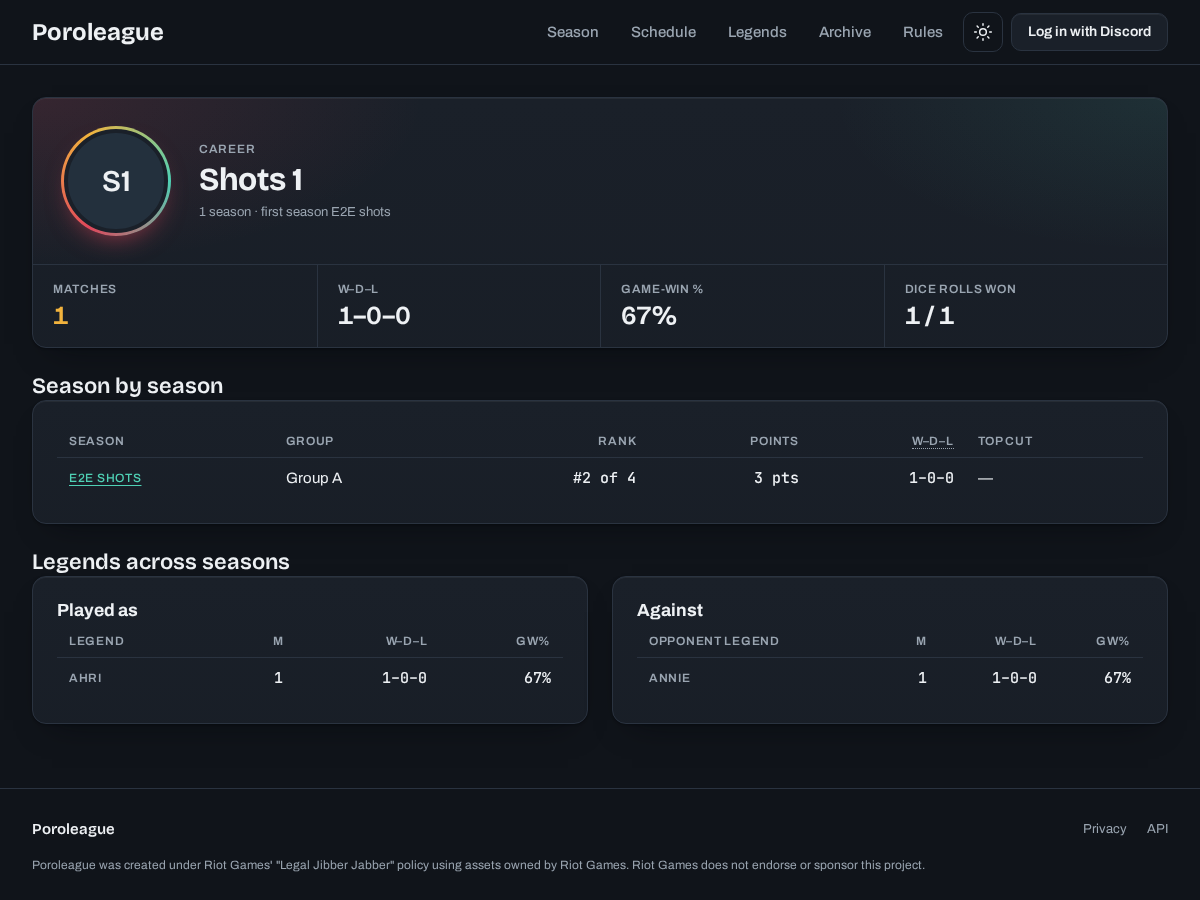 Poroleague
Season Schedule Legends Archive Rules Log in with Discord
S1
CAREER
Shots 1
1 season · first season E2E shots
MATCHES W–D–L GAME-WIN % DICE ROLLS WON
1 1–0–0 67% 1 / 1
Season by season
SEASON GROUP RANK POINTS W–D–L TOP CUT
E2E SHOTS Group A #2 of 4 3 pts 1–0–0 —
Legends across seasons
Played as
LEGEND M W–D–L GW%
AHRI 1 1–0–0 67%
Against
OPPONENT LEGEND M W–D–L GW%
ANNIE 1 1–0–0 67%
Poroleague
Privacy API
Poroleague was created under Riot Games' "Legal Jibber Jabber" policy using assets owned by Riot Games. Riot Games does not endorse or sponsor this project.